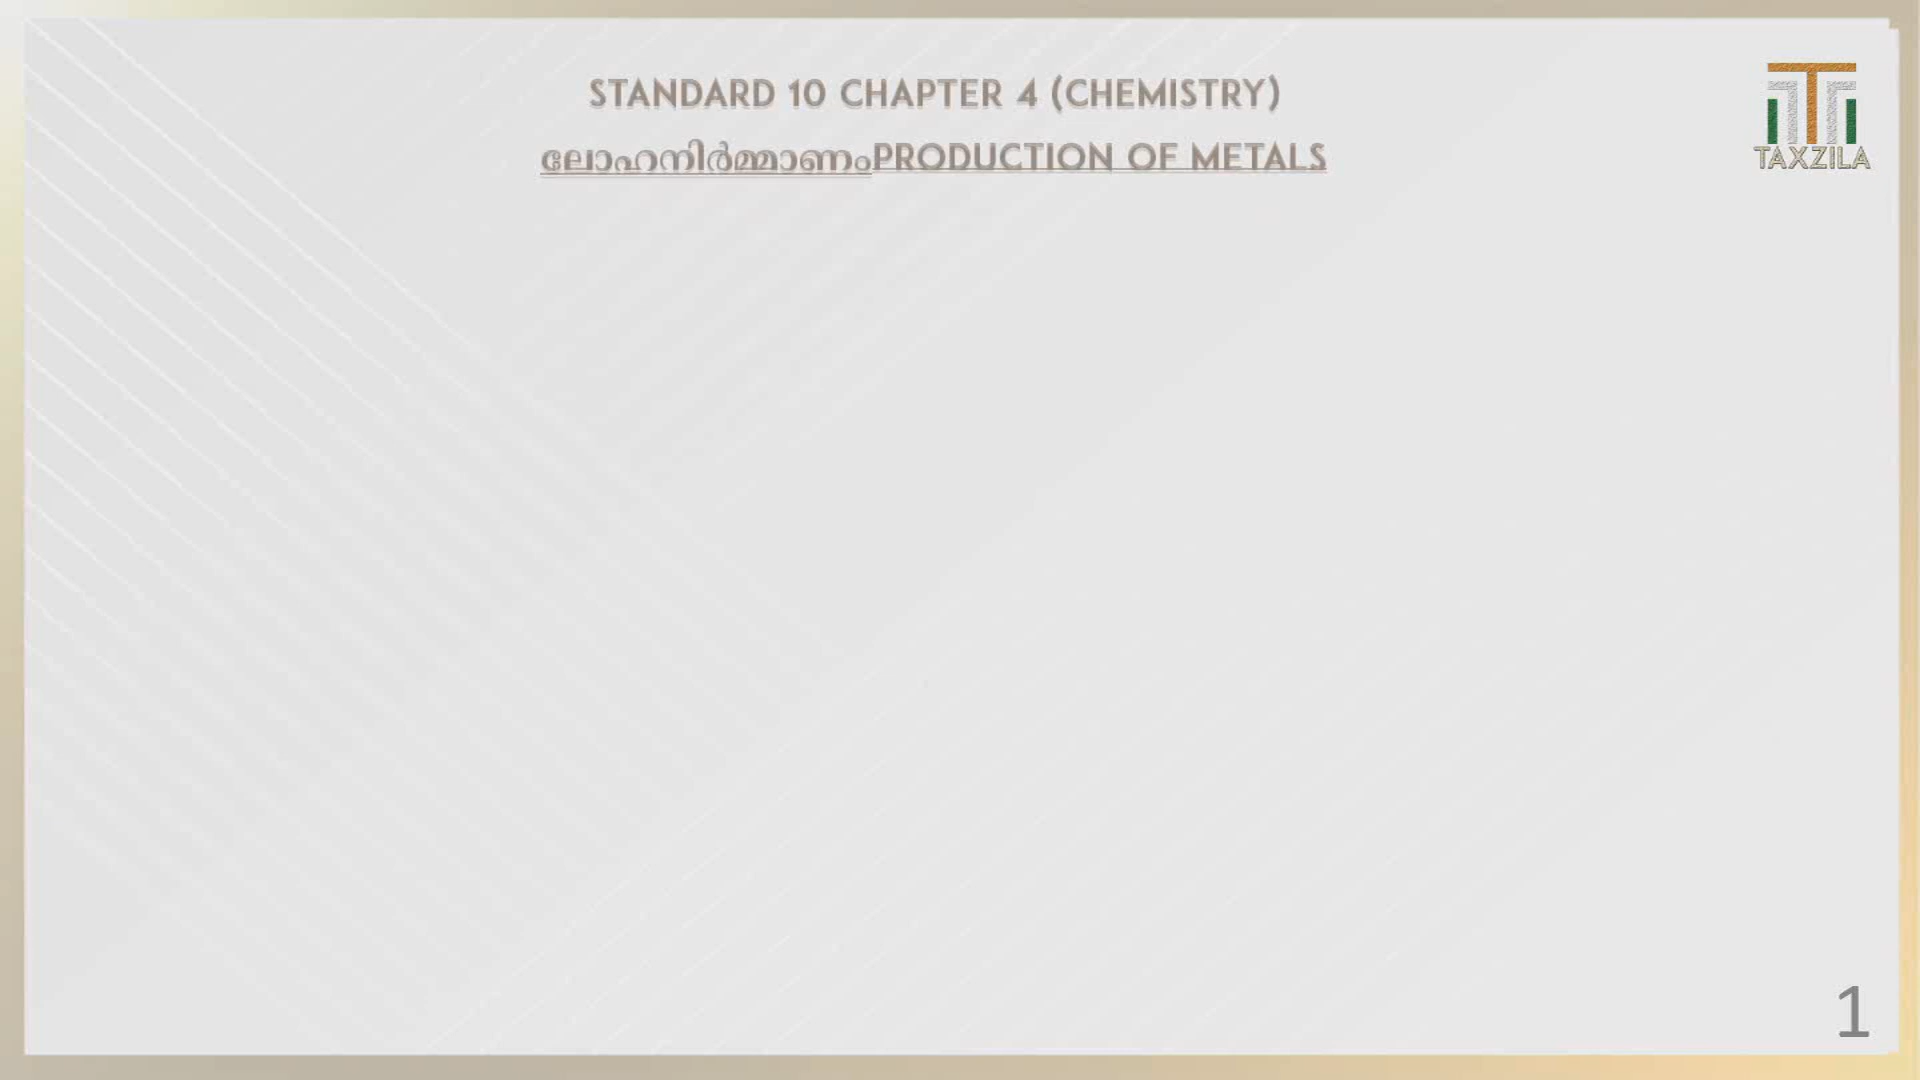 STANDARD 10 CHAPTER 4 (CHEMISTRY)
ലോഹനിർമ്മാണംPRODUCTION OF METALS
TAXZILA
1